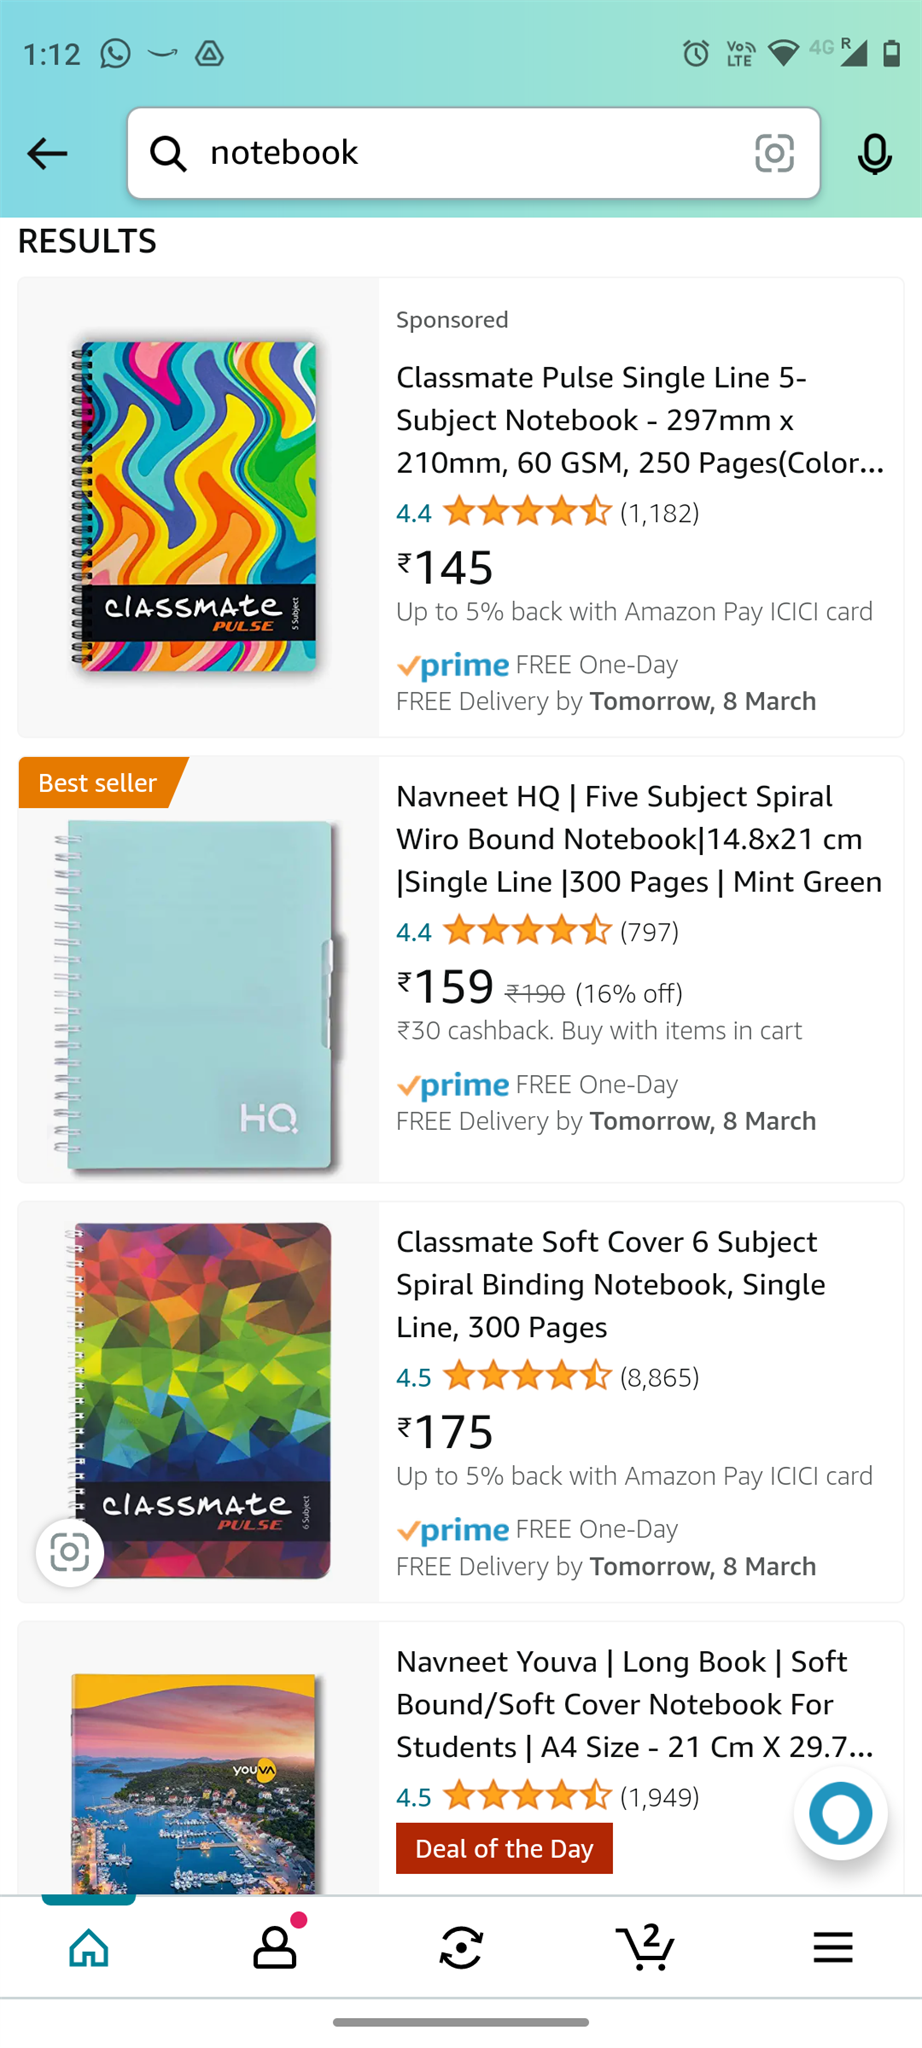 1:12
VoLTE
4G
R
notebook
RESULTS
Sponsored
Classmate Pulse Single Line 5-
Subject Notebook - 297mm x
210mm, 60 GSM, 250 Pages(Color...
4.4 (1,182)
₹145
Up to 5% back with Amazon Pay ICICI card
prime FREE One-Day
FREE Delivery by Tomorrow, 8 March
classmate
PULSE
5 Subject
Best seller
Navneet HQ | Five Subject Spiral
Wiro Bound Notebook|14.8x21 cm
|Single Line |300 Pages | Mint Green
4.4 (797)
₹159 ₹190 (16% off)
₹30 cashback. Buy with items in cart
prime FREE One-Day
FREE Delivery by Tomorrow, 8 March
HQ
Classmate Soft Cover 6 Subject
Spiral Binding Notebook, Single
Line, 300 Pages
4.5 (8,865)
₹175
Up to 5% back with Amazon Pay ICICI card
prime FREE One-Day
FREE Delivery by Tomorrow, 8 March
classmate
PULSE
6 Subject
Navneet Youva | Long Book | Soft
Bound/Soft Cover Notebook For
Students | A4 Size - 21 Cm X 29.7...
4.5 (1,949)
Deal of the Day
YOUVA
2